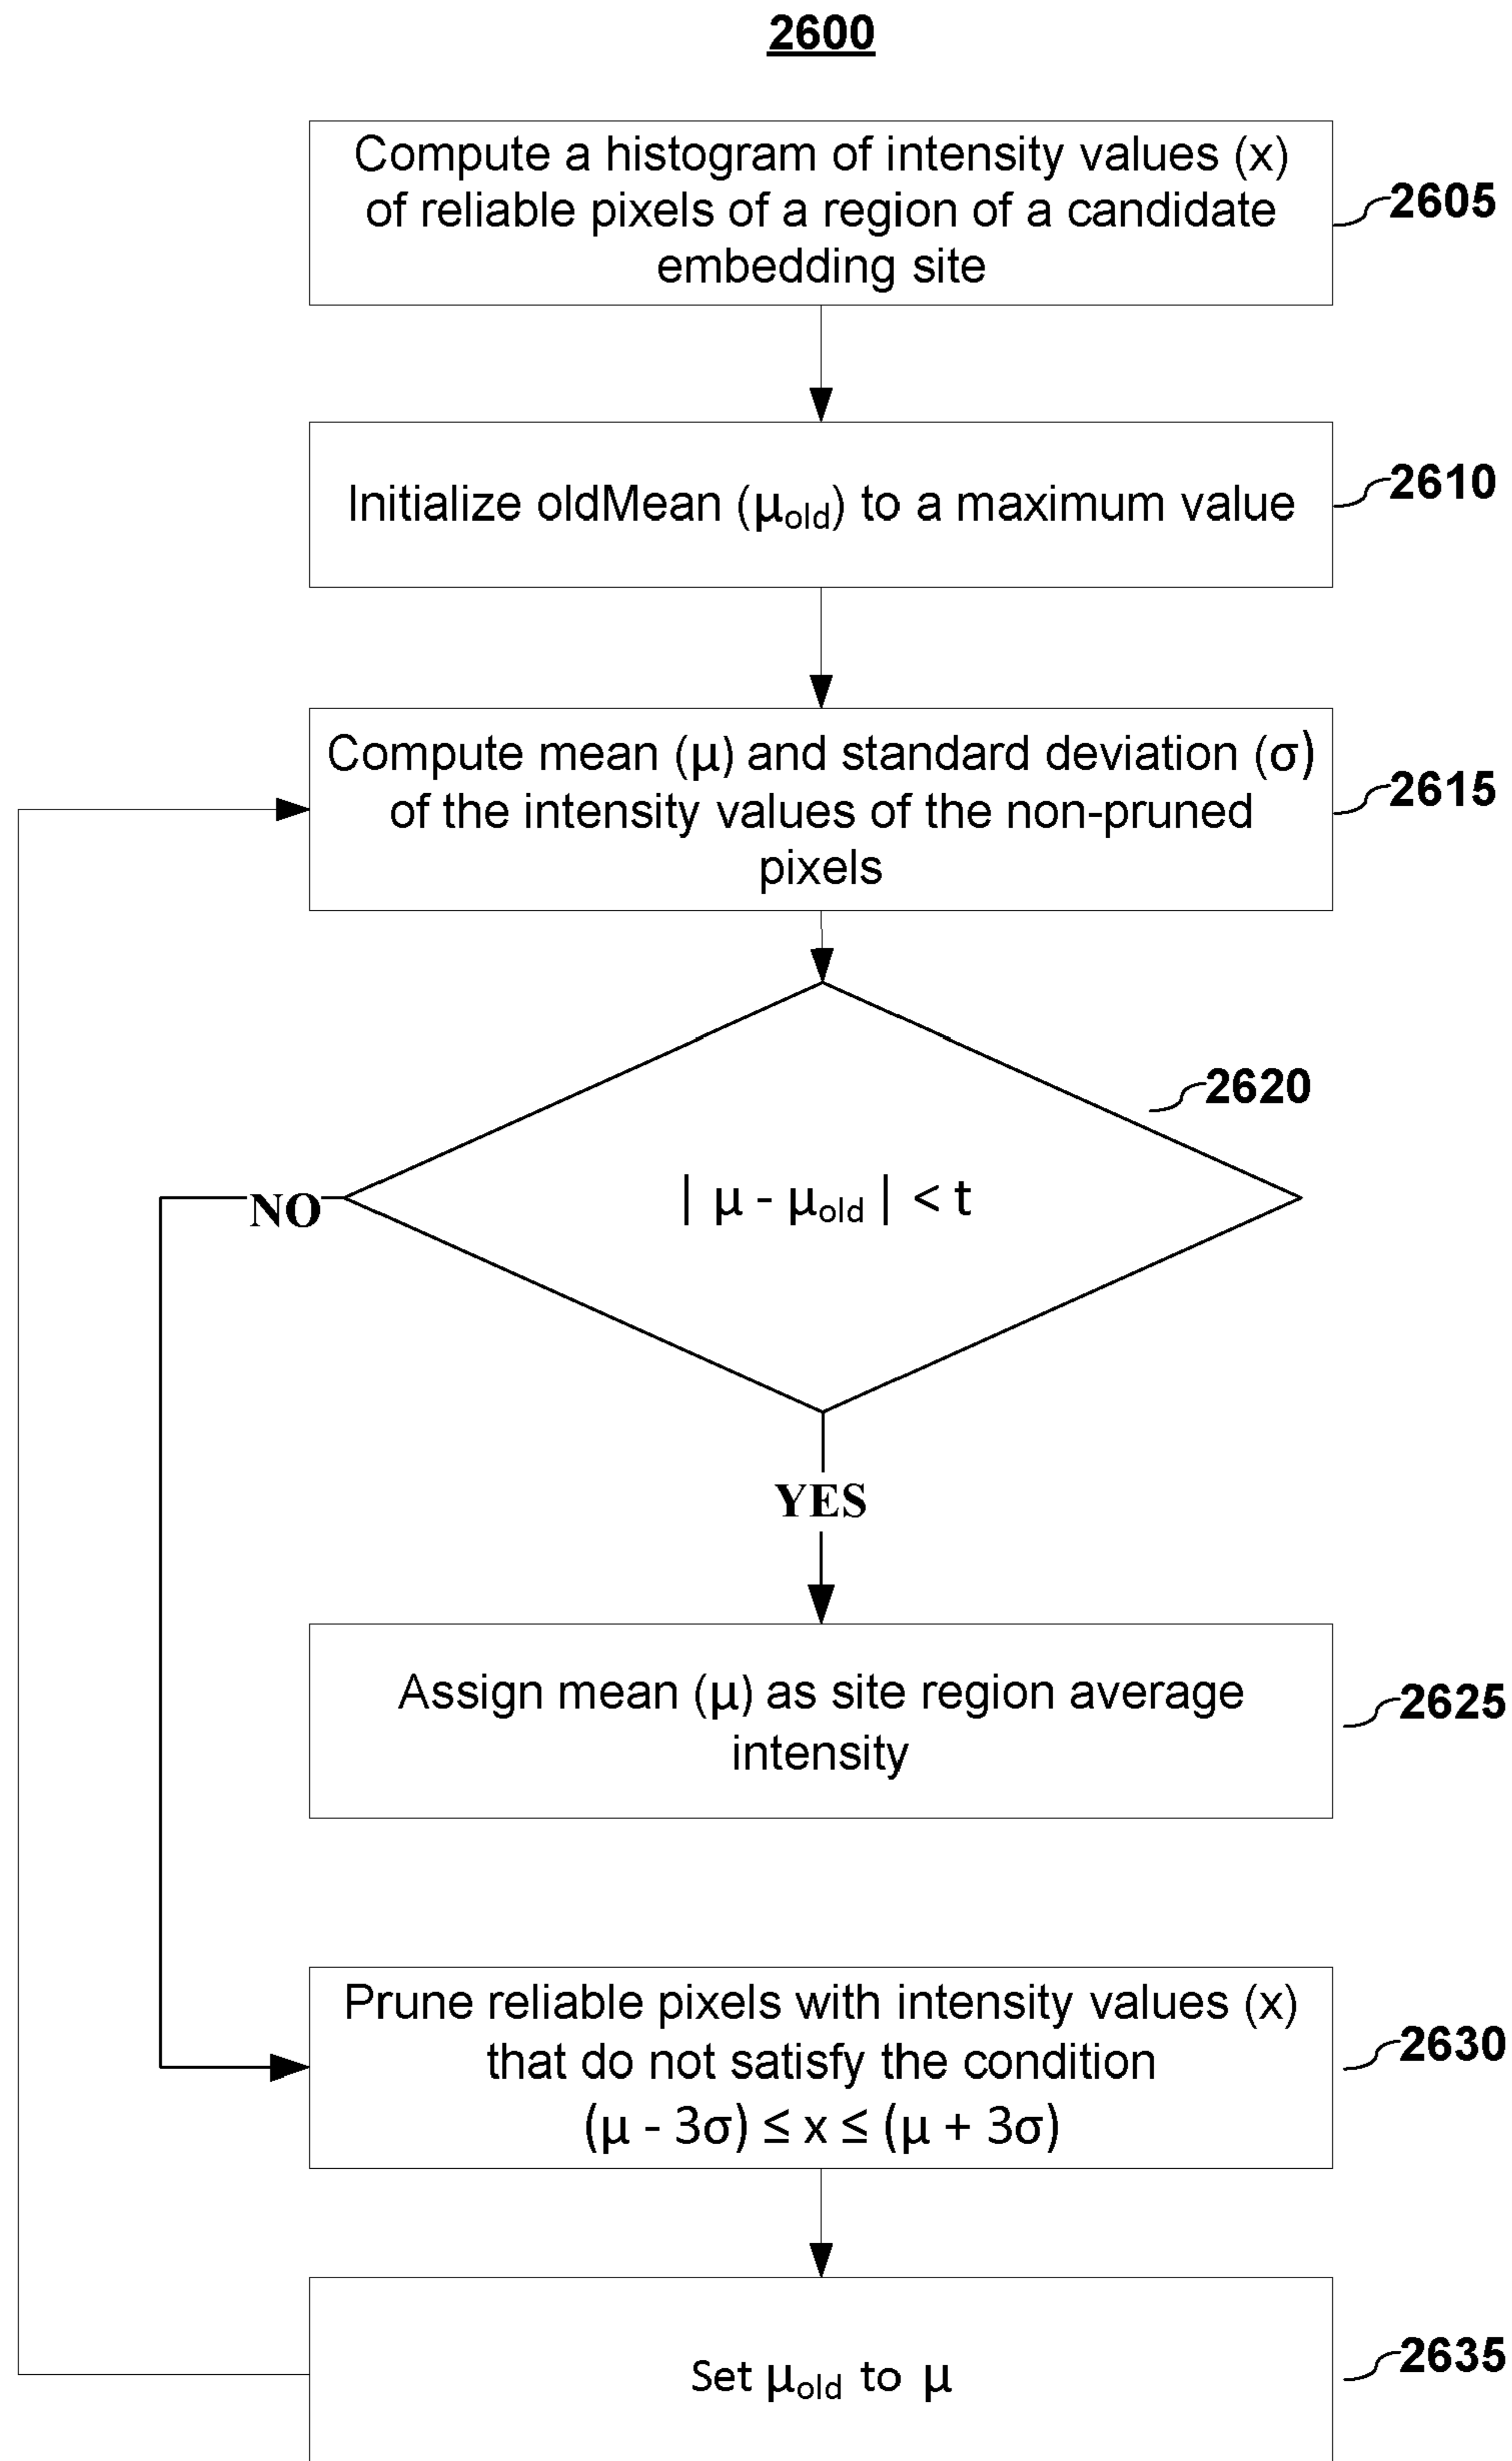 2600
Compute a histogram of intensity values (x)
of reliable pixels of a region of a candidate
embedding site
2605
Initialize oldMean (μold) to a maximum value
2610
Compute mean (μ) and standard deviation (σ)
of the intensity values of the non-pruned
pixels
2615
2620
| μ - μold | < t
NO
YES
Assign mean (μ) as site region average
intensity
2625
Prune reliable pixels with intensity values (x)
that do not satisfy the condition
(μ - 3σ) ≤ x ≤ (μ + 3σ)
2630
Set μold to μ
2635